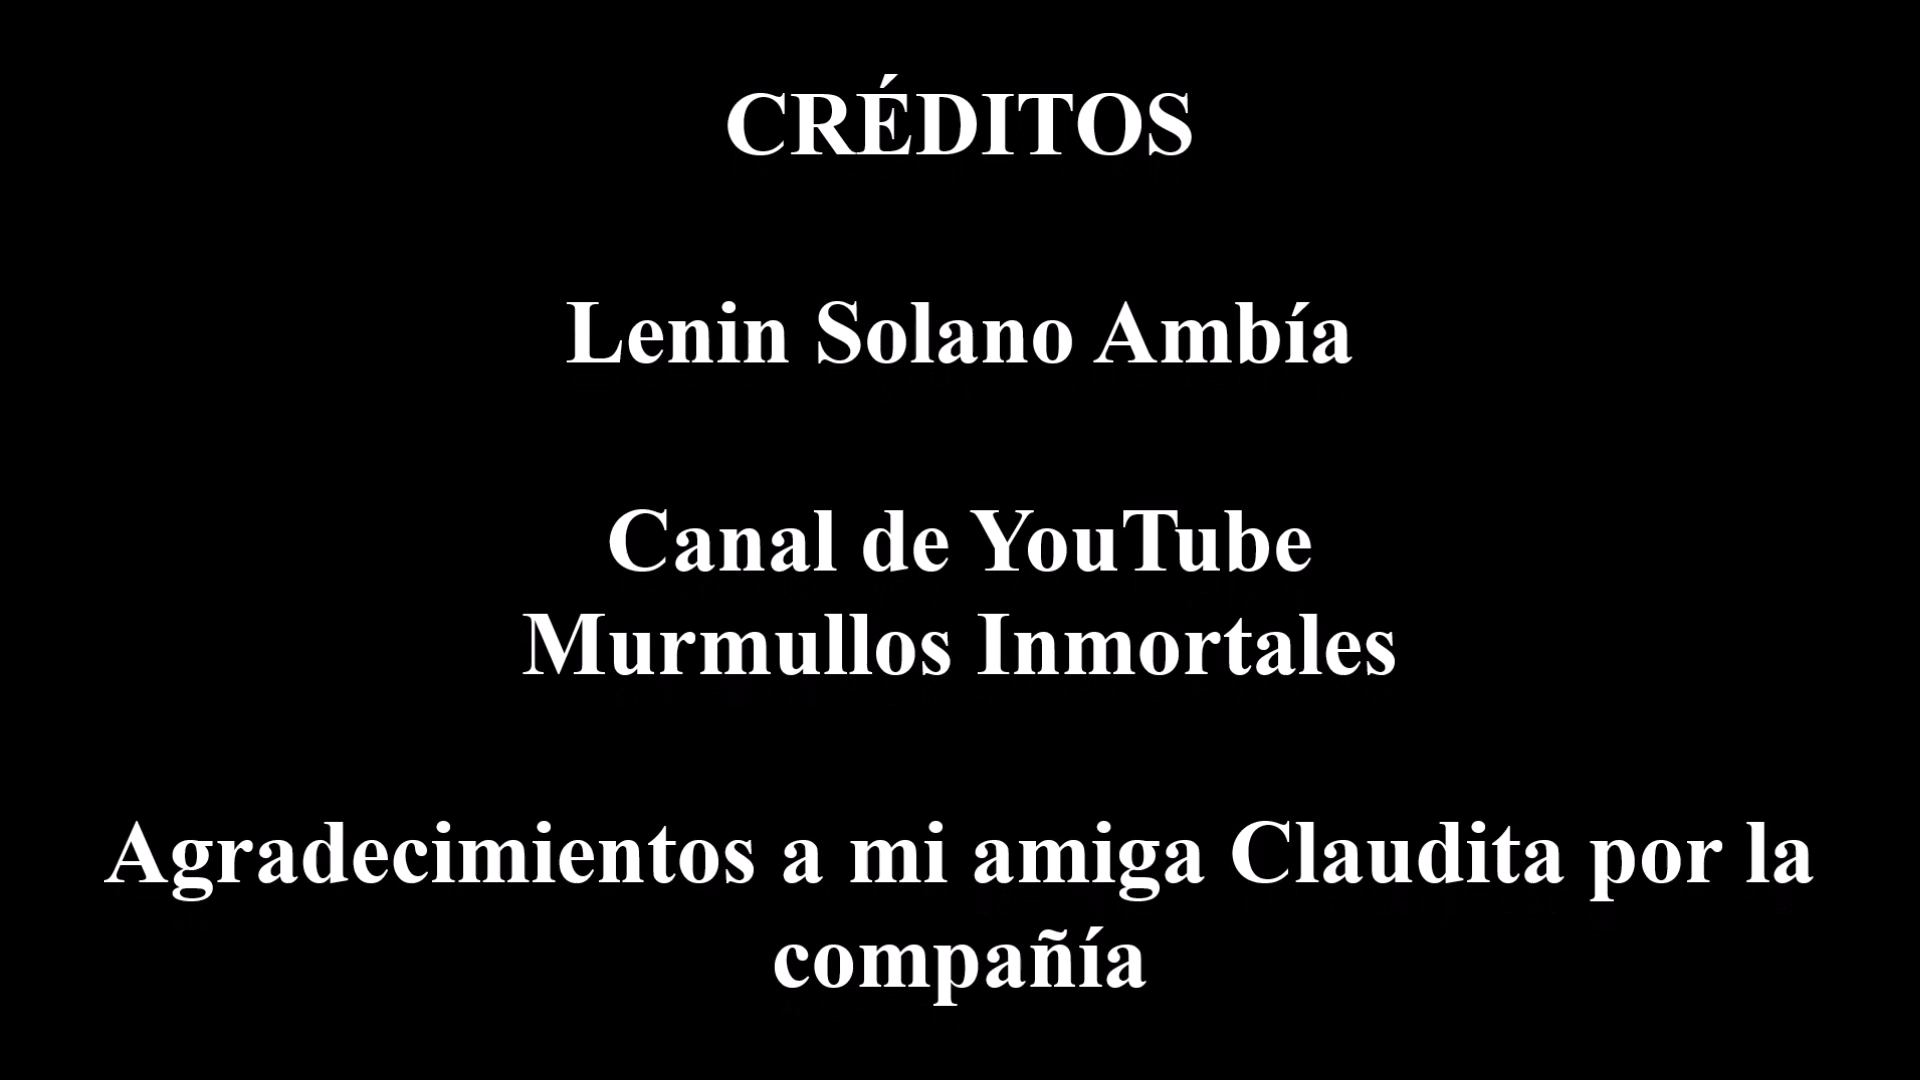 CRÉDITOS
Lenin Solano Ambía
Canal de YouTube
Murmullos Inmortales
Agradecimientos a mi amiga Claudita por la
compañía